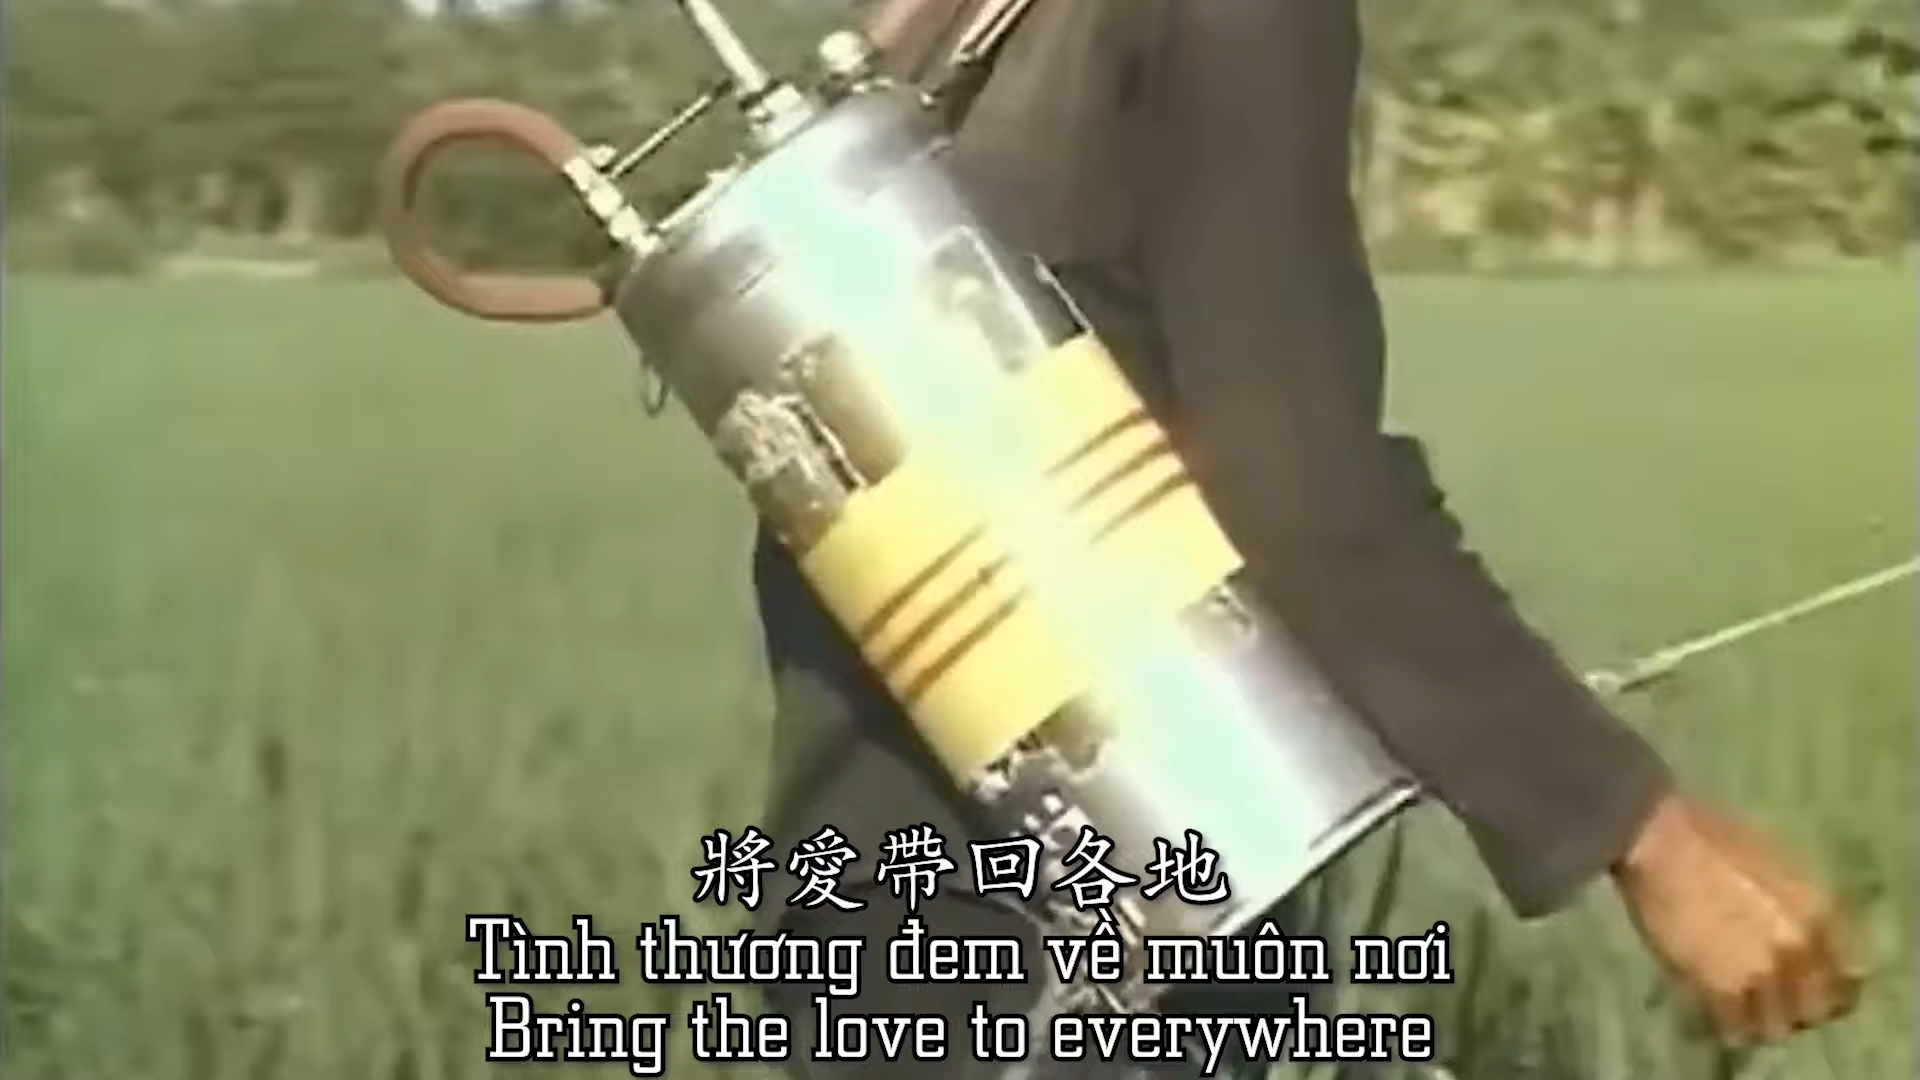 將愛帶回各地
Tình thương đem về muôn nơi
Bring the love to everywhere